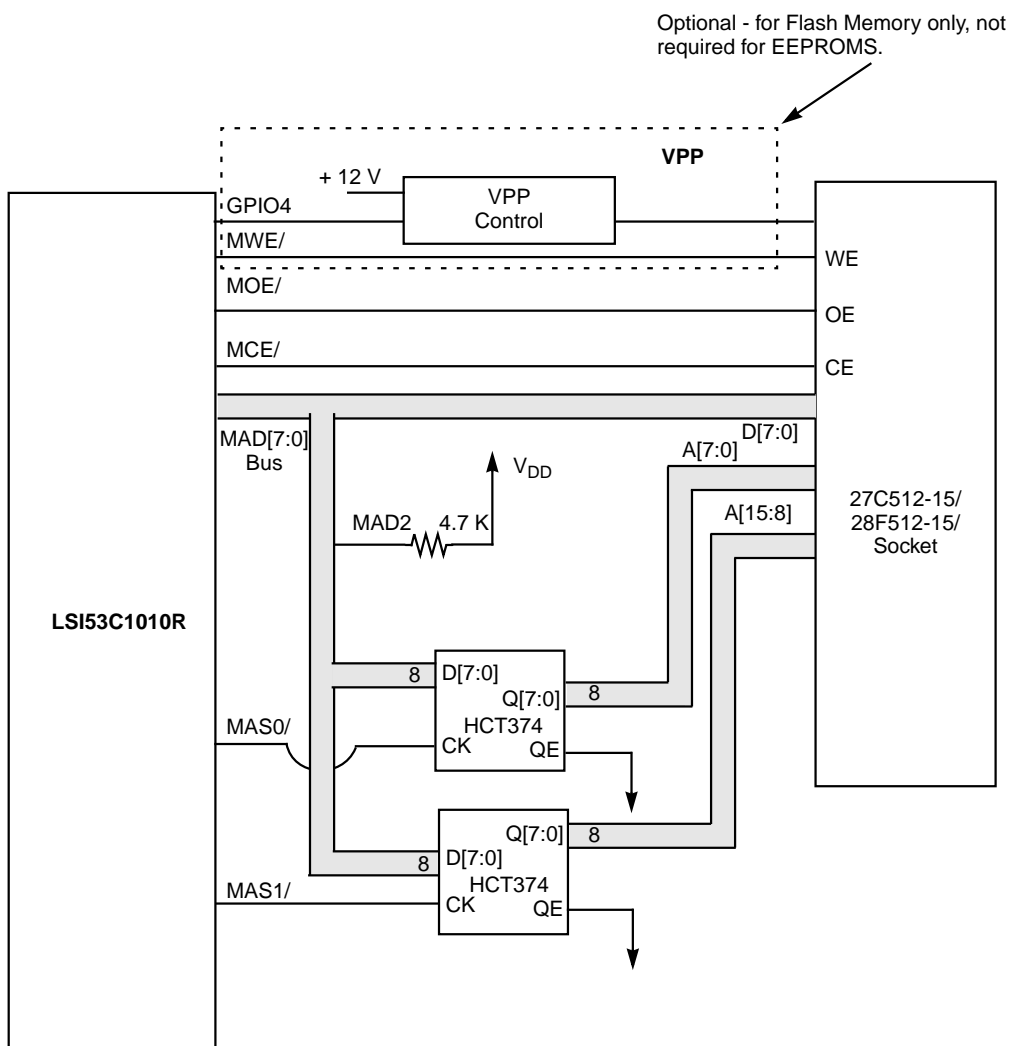 Optional - for Flash Memory only, not
required for EEPROMS.
VPP
+ 12 V
VPP
Control
GPIO4
MWE/
WE
MOE/
OE
MCE/
CE
MAD[7:0]
Bus
D[7:0]
A[7:0]
VDD
A[15:8]
27C512-15/
28F512-15/
Socket
MAD2 4.7 K
LSI53C1010R
8 D[7:0]
Q[7:0] 8
HCT374
MAS0/
CK QE
Q[7:0] 8
8 D[7:0]
HCT374
MAS1/
CK QE